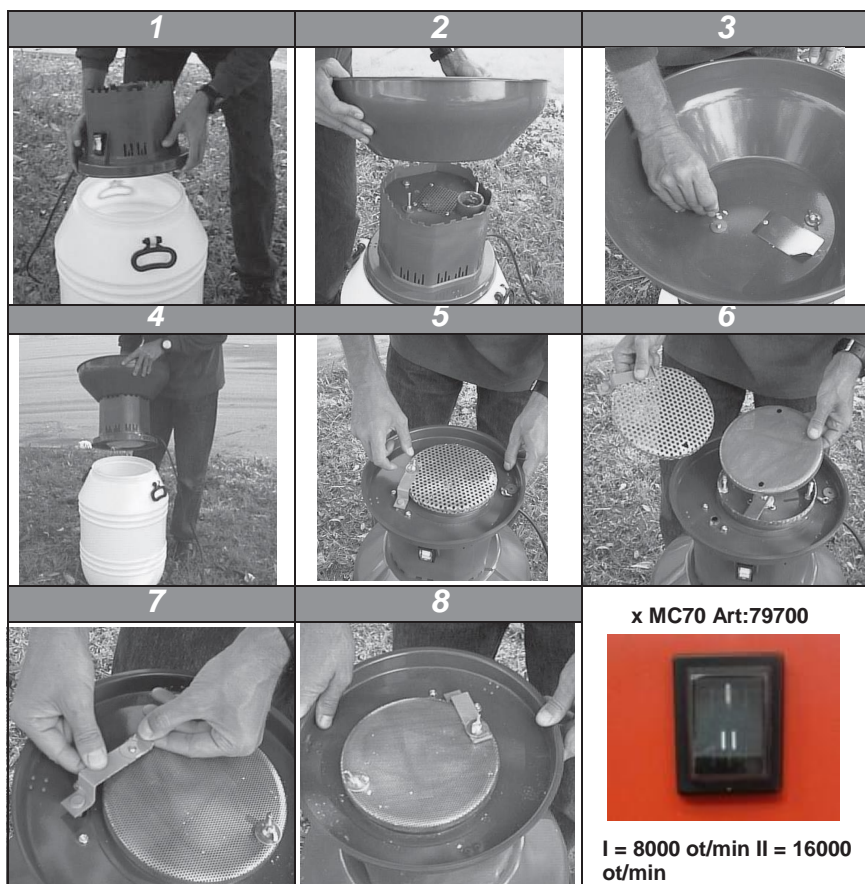 1
2
3
4
5
6
7
8
x MC70 Art:79700
I
II
I = 8000 ot/min II = 16000
ot/min